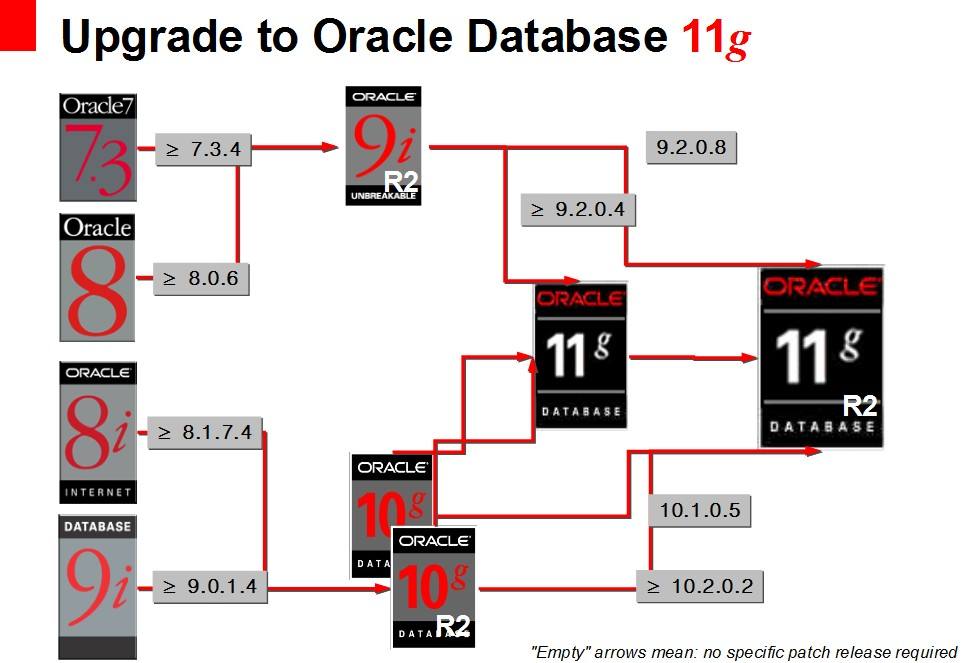 Upgrade to Oracle Database 11g
Oracle7
7.3
≥ 7.3.4
ORACLE
9i
R2
UNBREAKABLE
9.2.0.8
≥ 9.2.0.4
Oracle
8
≥ 8.0.6
ORACLE
11g
DATABASE
ORACLE
11g
R2
DATABASE
ORACLE
8i
INTERNET
≥ 8.1.7.4
ORACLE
10g
DATA
10.1.0.5
DATABASE
9i
≥ 9.0.1.4
ORACLE
10g
R2
DATABASE
≥ 10.2.0.2
"Empty" arrows mean: no specific patch release required